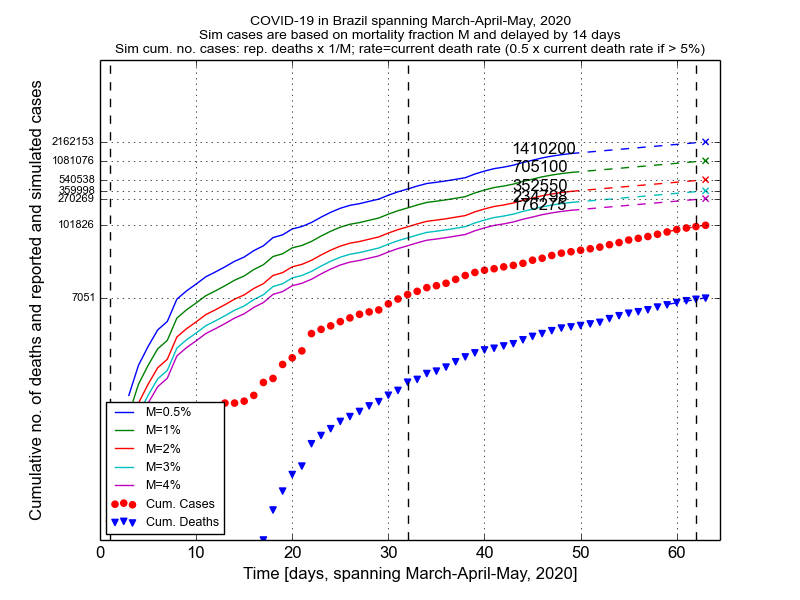 COVID-19 in Brazil spanning March-April-May, 2020
Sim cases are based on mortality fraction M and delayed by 14 days
Sim cum. no. cases: rep. deaths x 1/M; rate=current death rate (0.5 x current death rate if > 5%)
Cumulative no. of deaths and reported and simulated cases
2162153
1081076
540538
359998
270269
101826
7051
1410200
705100
352550
234798
176275
M=0.5%
M=1%
M=2%
M=3%
M=4%
Cum. Cases
Cum. Deaths
0 10 20 30 40 50 60
Time [days, spanning March-April-May, 2020]